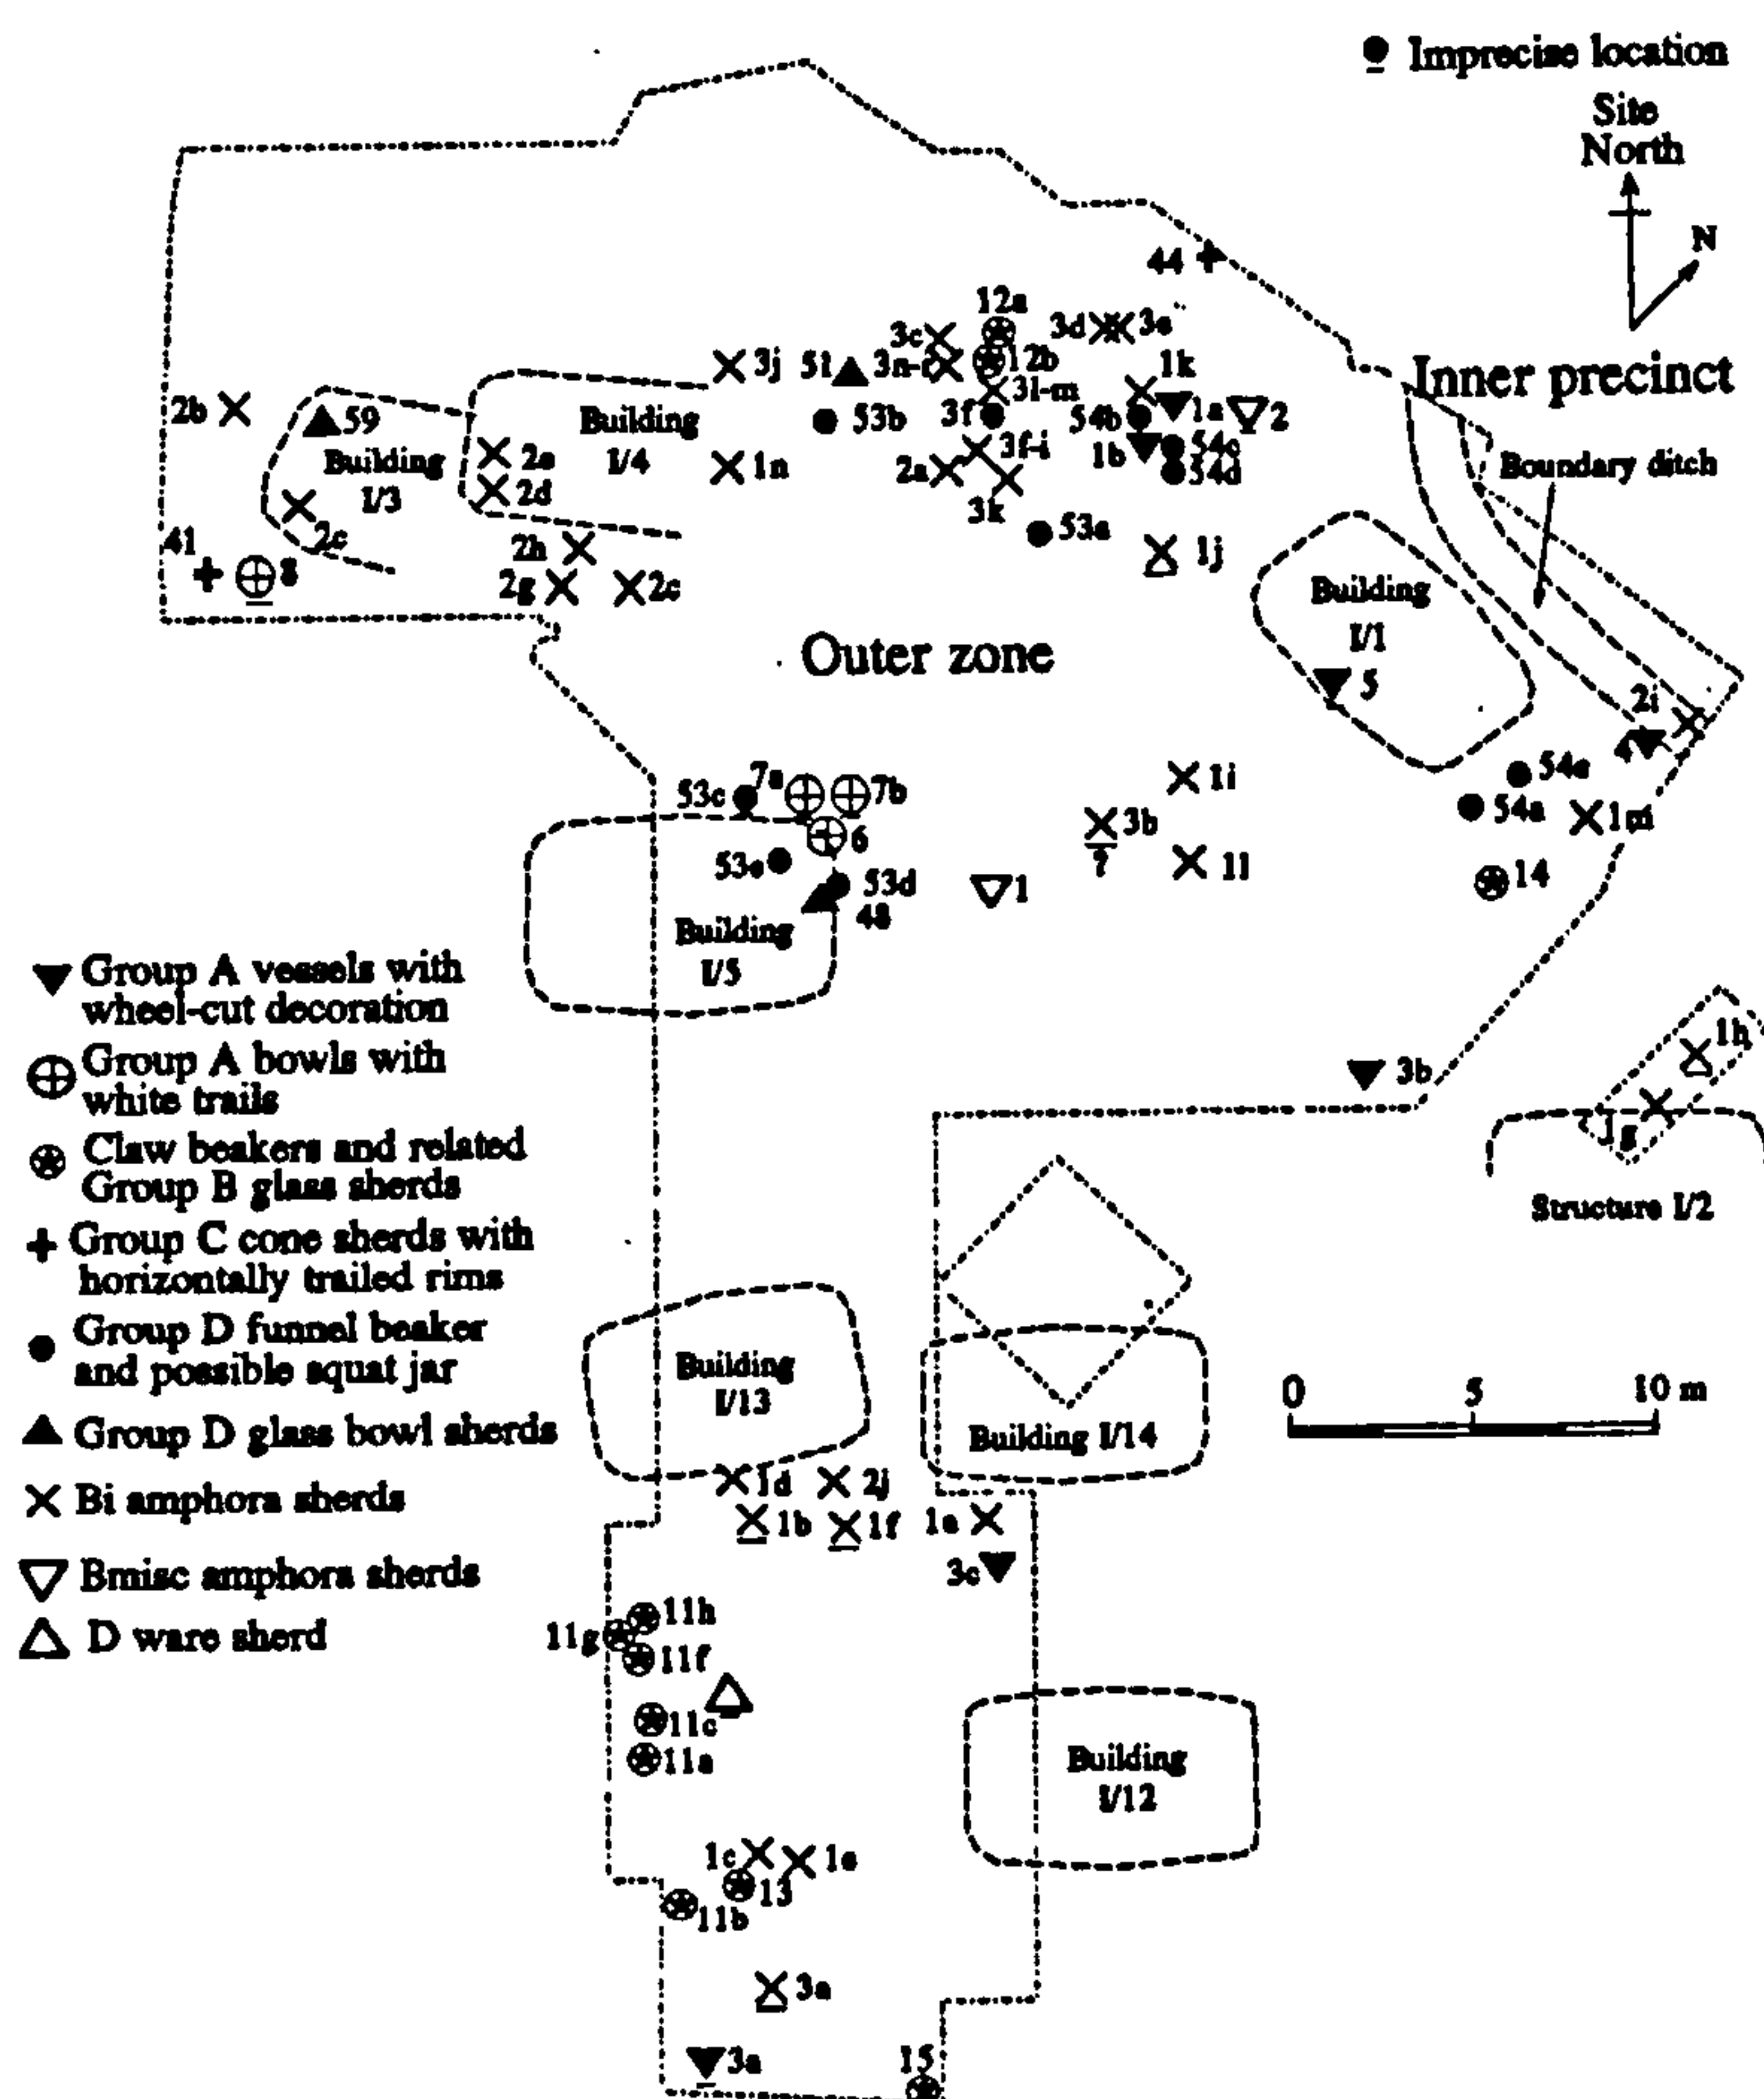 Imprecise location
Site
North
N
44
Inner precinct
12a
3c
3d
3e
3j
51
3n-
12b
1k
3l-m
2b
59
Building
I/4
53b
3f
54b
1a
2
Building
I/3
2e
2d
1n
2a
3f-i
1b
54c
54d
Boundary ditch
3k
53a
2c
41
8
2h
2g
2c
1j
Building
I/1
Outer zone
5
2i
4
53c
7a
7b
6
1i
54e
54a
1m
3b
?
53e
1l
14
53d
48
1
Building
I/5
Group A vessels with
wheel-cut decoration
Group A bowls with
white trails
Claw beakers and related
Group B glass sherds
Group C cone sherds with
horizontally trailed rims
Group D funnel beaker
and possible squat jar
Group D glass bowl sherds
Bi amphora sherds
Bmisc amphora sherds
D ware sherd
3b
1h
1g
Structure I/2
Building
I/13
Building I/14
0 5 10 m
1d
2j
1b
1f
1a
3c
11h
11g
11f
11c
11a
Building
I/12
1c
1e
13
11b
3a
3a
15